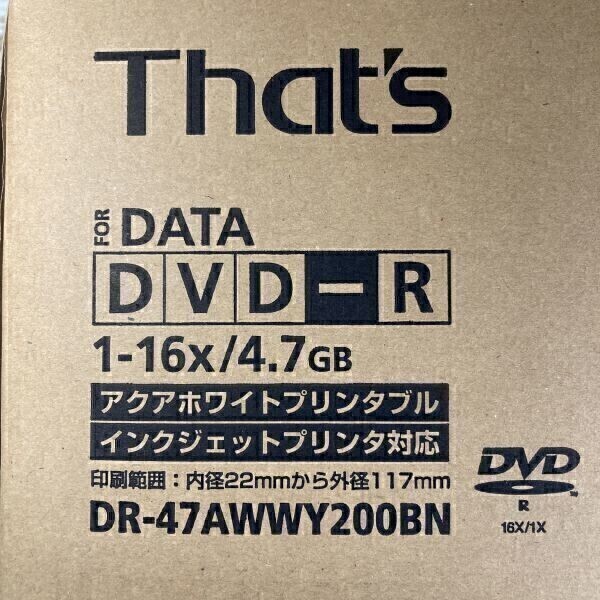 That's
FOR DATA
DVD-R
1-16x/4.7GB
アクアホワイトプリンタブル
インクジェットプリンタ対応
印刷範囲：内径22mmから外径117mm
DR-47AWWY200BN
DVD
R
16X/1X